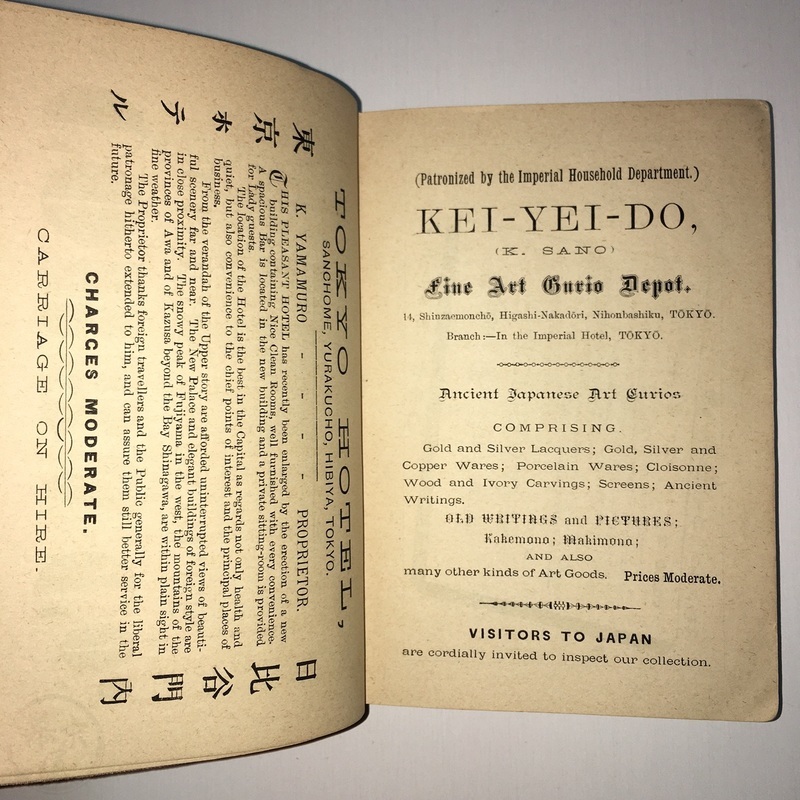 TOKYO HOTEL,
SANCHOME, YURAKUCHO, HIBIYA, TOKYO.
K. YAMAMURO - - - - PROPRIETOR.
日比谷門内
東京ホテル
THIS PLEASANT HOTEL has recently been enlarged by the erection of a new
building containing Nice Clean Rooms, well furnished with every convenience.
A spacious Bar is located in the new building and a private sitting-room is provided
for Lady guests.
The location of the Hotel is the best in the Capital as regards not only health and
quiet, but also convenience to the chief points of interest and the principal places of
business.
From the verandah of the Upper story are afforded uninterrupted views of beauti-
ful scenery far and near. The New Palace and elegant buildings of foreign style are
in close proximity. The snowy peak of Fujiyama in the west, the mountains of the
provinces of Awa and of Kazusa beyond the Bay Shinagawa, are within plain sight in
fine weather.
The Proprietor thanks foreign travellers and the Public generally for the liberal
patronage hitherto extended to him, and can assure them still better service in the
future.
CHARGES MODERATE.
CARRIAGE ON HIRE.
(Patronized by the Imperial Household Department.)
KEI-YEI-DO,
(K. SANO)
Fine Art Curio Depot.
14, Shinzaemonchō, Higashi-Nakadōri, Nihonbashiku, TŌKYŌ.
Branch:—In the Imperial Hotel, TŌKYŌ.
Ancient Japanese Art Curios
COMPRISING.
Gold and Silver Lacquers; Gold, Silver and
Copper Wares; Porcelain Wares; Cloisonne;
Wood and Ivory Carvings; Screens; Ancient
Writings.
OLD WRITINGS and PICTURES;
Kakemono; Makimono;
AND ALSO
many other kinds of Art Goods. Prices Moderate.
VISITORS TO JAPAN
are cordially invited to inspect our collection.